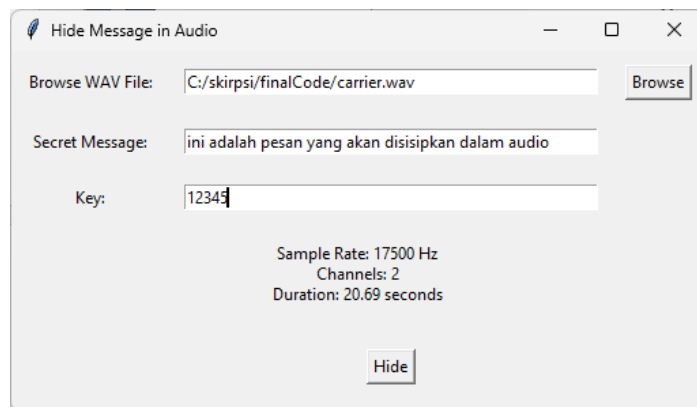 Hide Message in Audio
Browse WAV File: C:/skirpsi/finalCode/carrier.wav Browse
Secret Message: ini adalah pesan yang akan disisipkan dalam audio
Key: 12345
Sample Rate: 17500 Hz
Channels: 2
Duration: 20.69 seconds
Hide